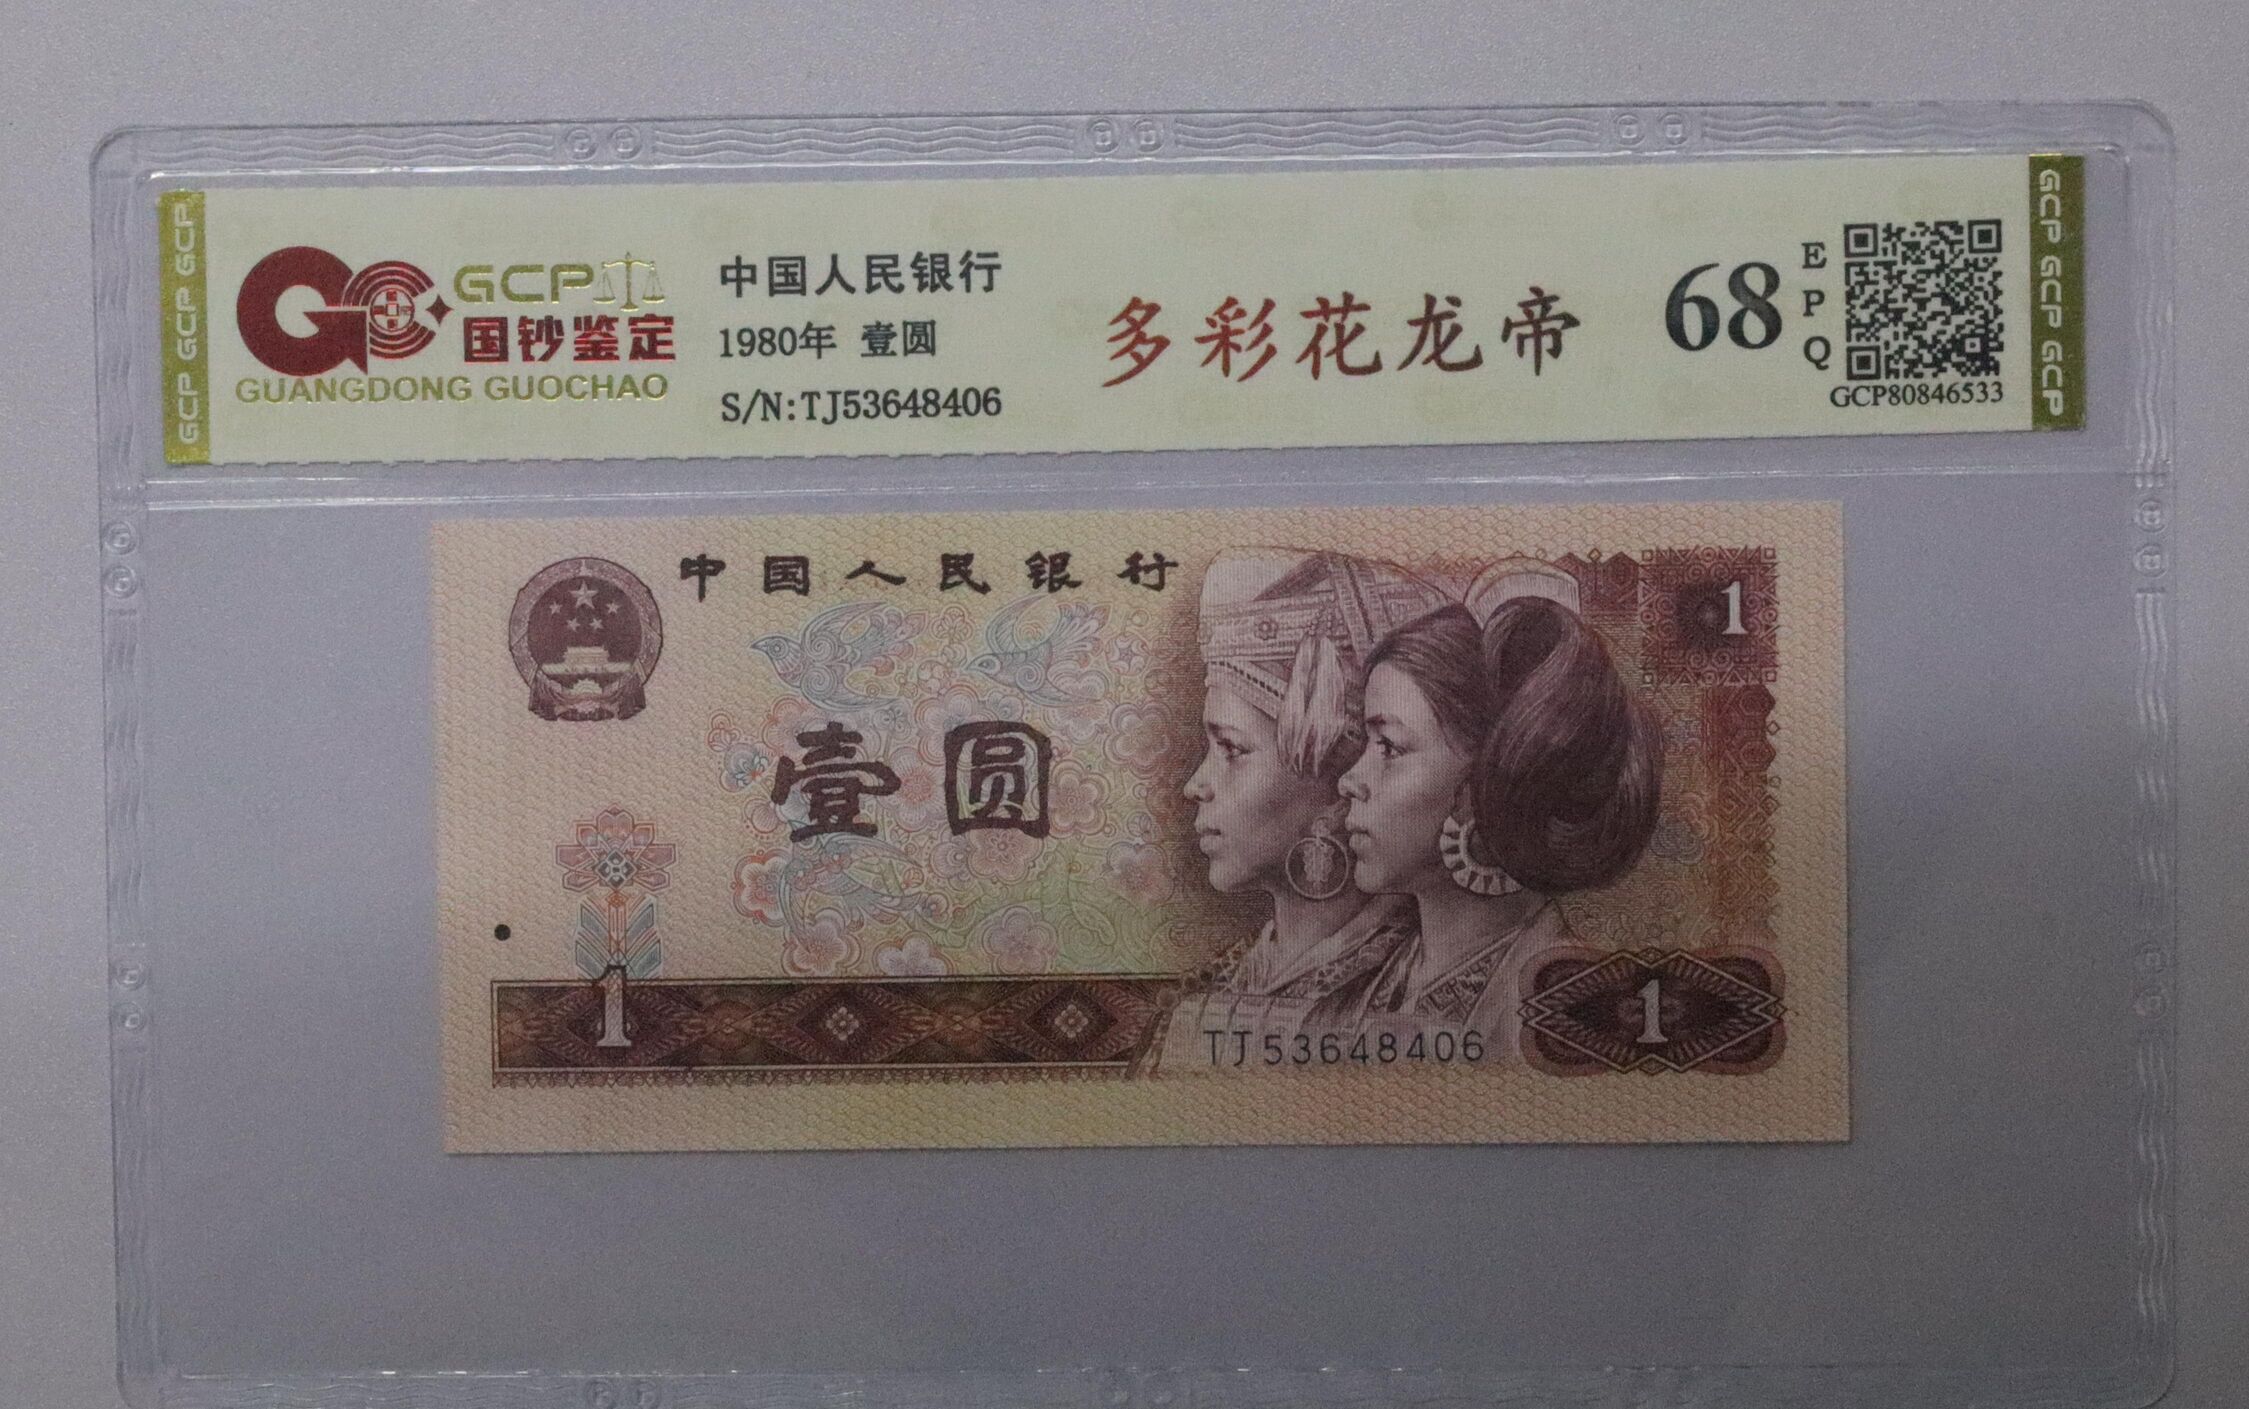 GCP GCP GCP
GCP
国钞鉴定
GUANGDONG GUOCHAO
中国人民银行
1980年 壹圆
S/N:TJ53648406
多彩花龙帝
68
E
P
Q
GCP80846533
GCP GCP GCP
中国人民银行
1
壹圆
1
TJ53648406
1